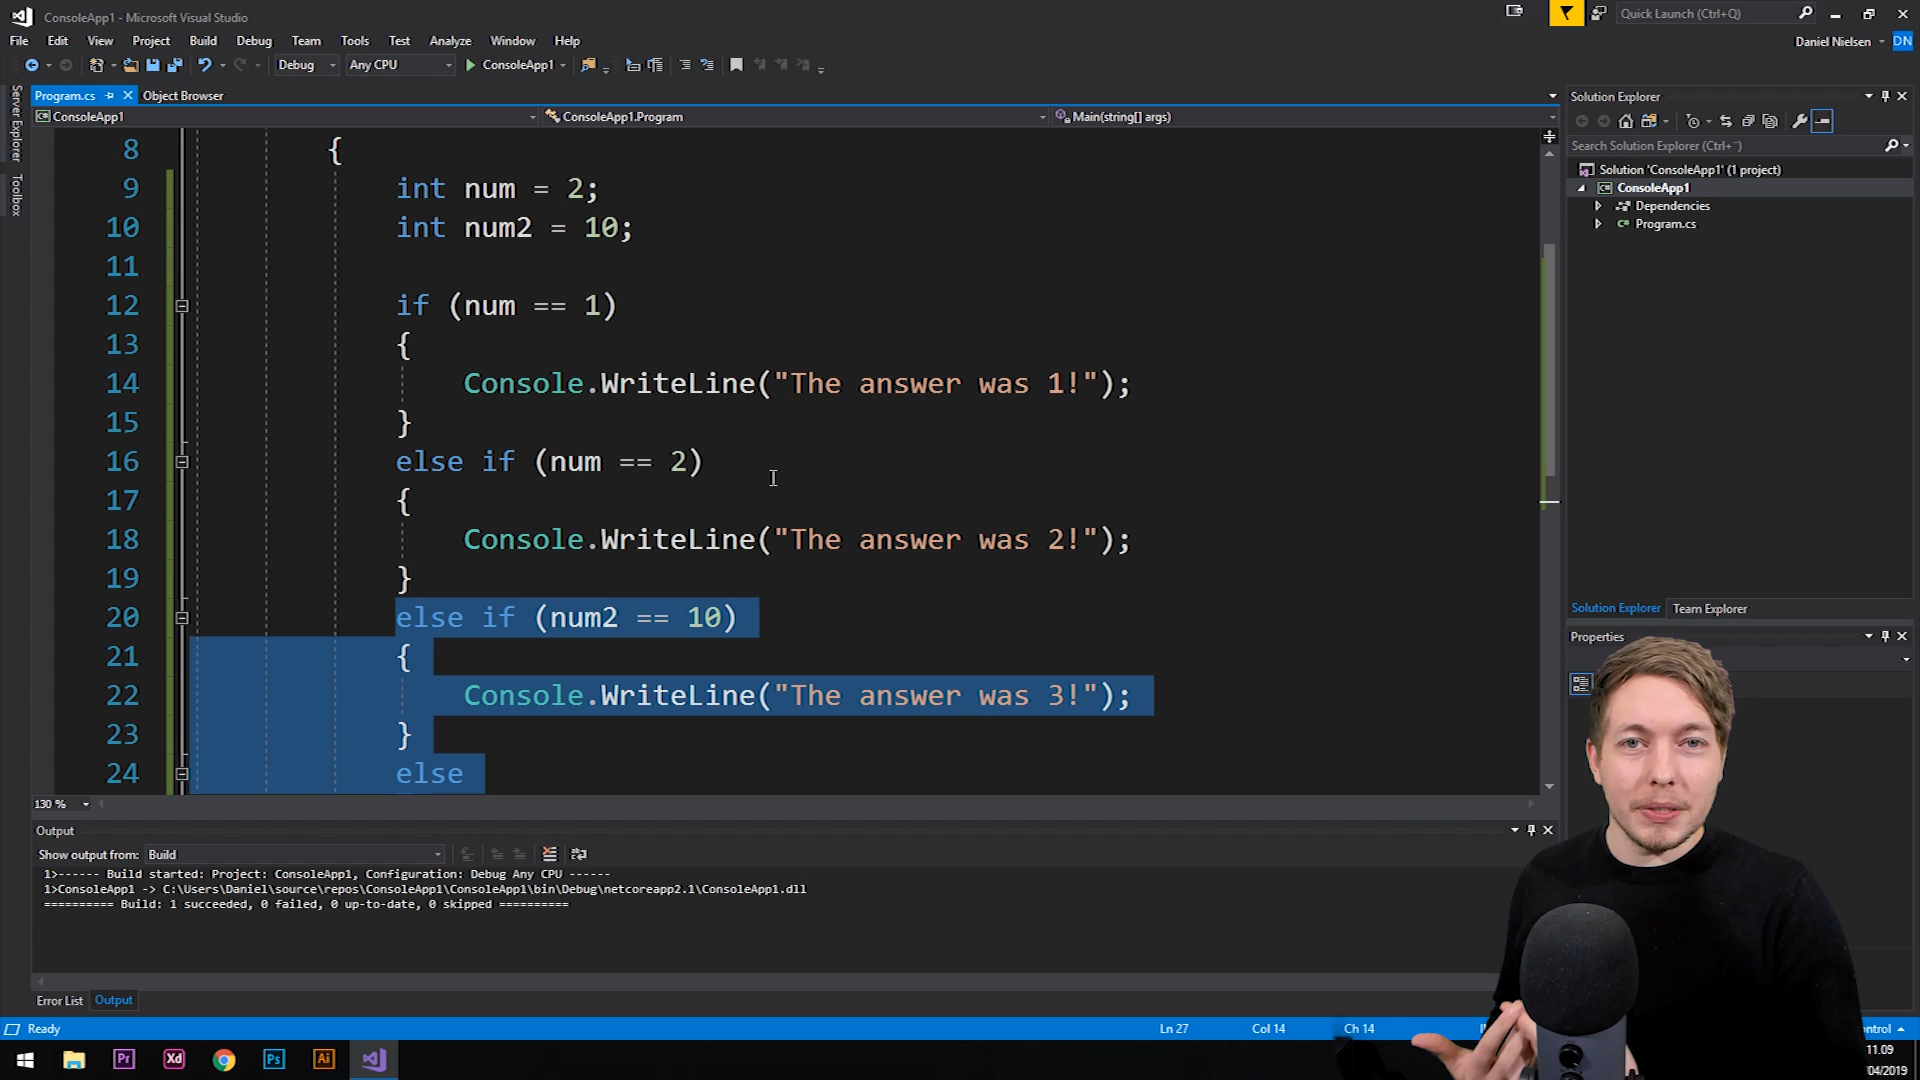 ConsoleApp1 - Microsoft Visual Studio
Quick Launch (Ctrl+Q)
File Edit View Project Build Debug Team Tools Test Analyze Window Help
Daniel Nielsen DN
Debug Any CPU ConsoleApp1
Server Explorer
Toolbox
Program.cs Object Browser
ConsoleApp1 ConsoleApp1.Program Main(string[] args)
8 {
9 int num = 2;
10 int num2 = 10;
11
12 if (num == 1)
13 {
14 Console.WriteLine("The answer was 1!");
15 }
16 else if (num == 2)
17 {
18 Console.WriteLine("The answer was 2!");
19 }
20 else if (num2 == 10)
21 {
22 Console.WriteLine("The answer was 3!");
23 }
24 else
130 %
Solution Explorer
Search Solution Explorer (Ctrl+¨)
Solution 'ConsoleApp1' (1 project)
ConsoleApp1
Dependencies
Program.cs
Solution Explorer Team Explorer
Properties
Output
Show output from: Build
1>------ Build started: Project: ConsoleApp1, Configuration: Debug Any CPU ------
1>ConsoleApp1 -> C:\Users\Daniel\source\repos\ConsoleApp1\ConsoleApp1\bin\Debug\netcoreapp2.1\ConsoleApp1.dll
========== Build: 1 succeeded, 0 failed, 0 up-to-date, 0 skipped ==========
Error List Output
Ready Ln 27 Col 14 Ch 14
Pr Xd Ps Ai
11.09
04/2019